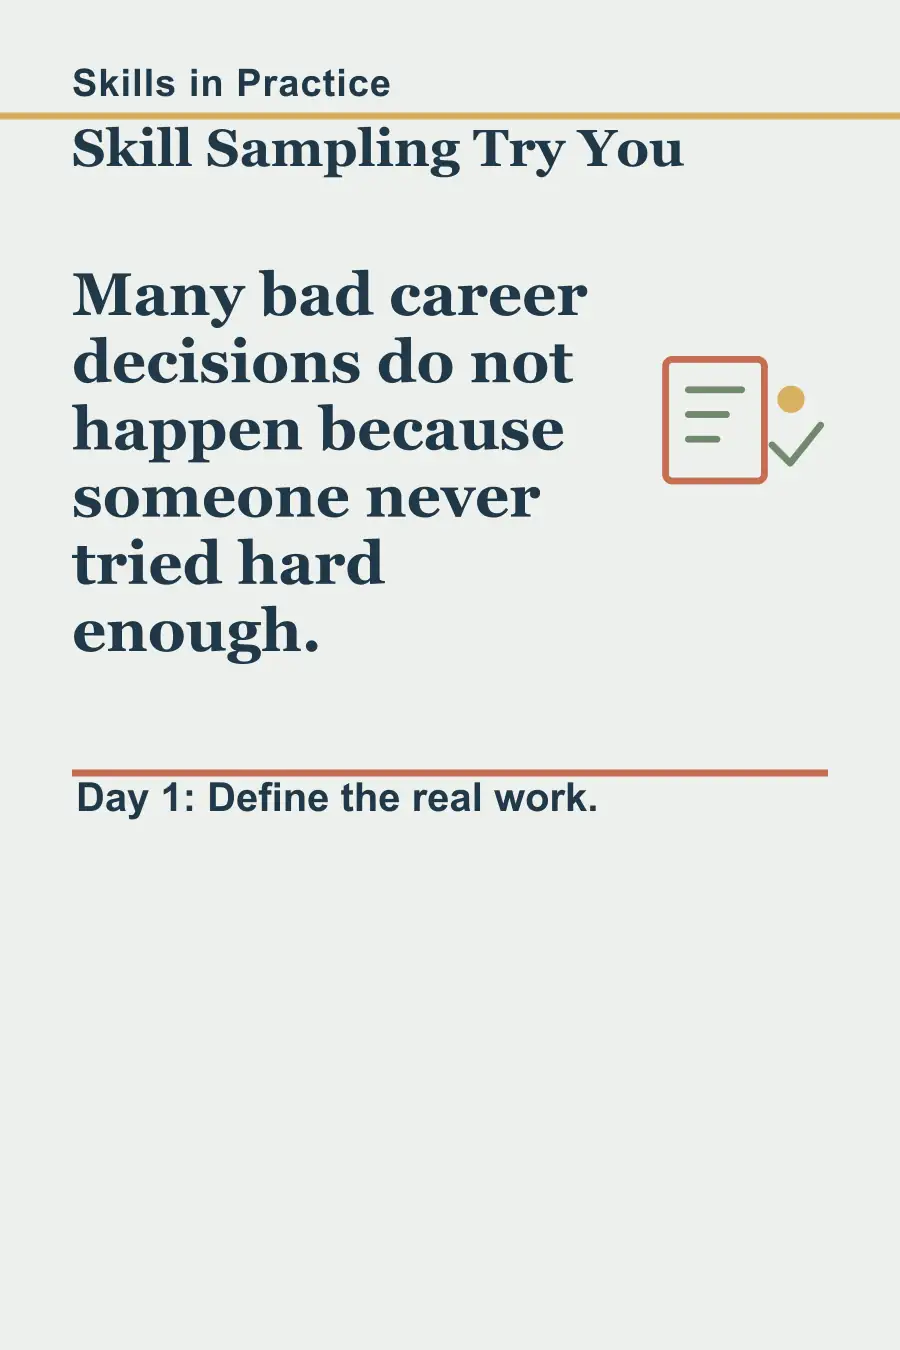 Skills in Practice
Skill Sampling Try You
Many bad career
decisions do not
happen because
someone never
tried hard
enough.
Day 1: Define the real work.